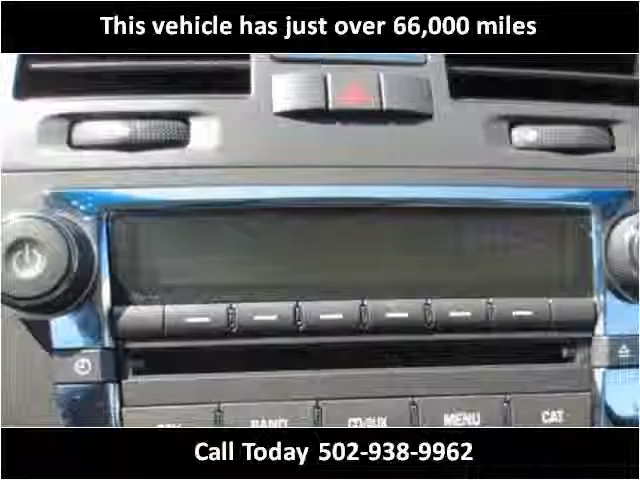 This vehicle has just over 66,000 miles
BAND CD/AUX MENU CAT
Call Today 502-938-9962